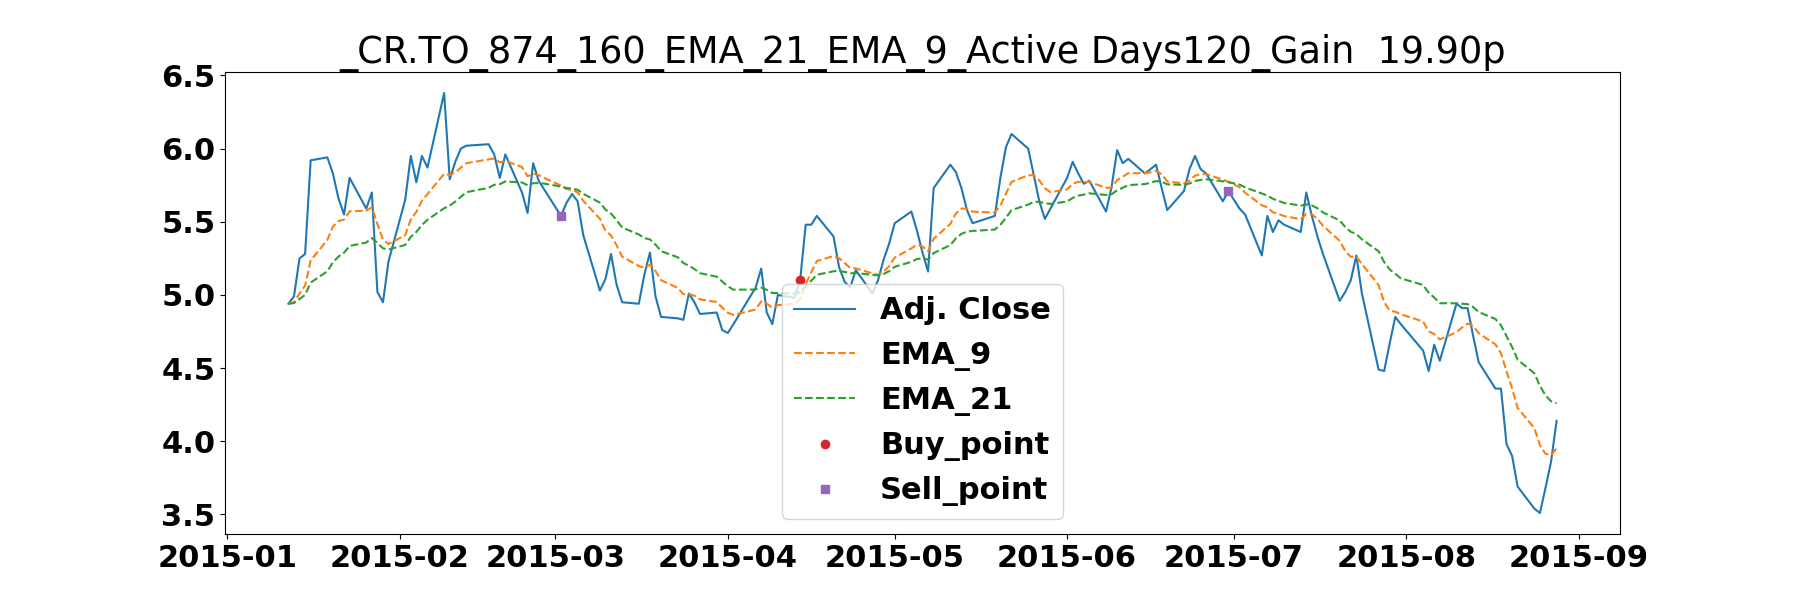 _CR.TO_874_160_EMA_21_EMA_9_Active Days120_Gain  19.90p
6.5
6.0
5.5
5.0
4.5
4.0
3.5
Adj. Close
EMA_9
EMA_21
Buy_point
Sell_point
2015-01 2015-02 2015-03 2015-04 2015-05 2015-06 2015-07 2015-08 2015-09